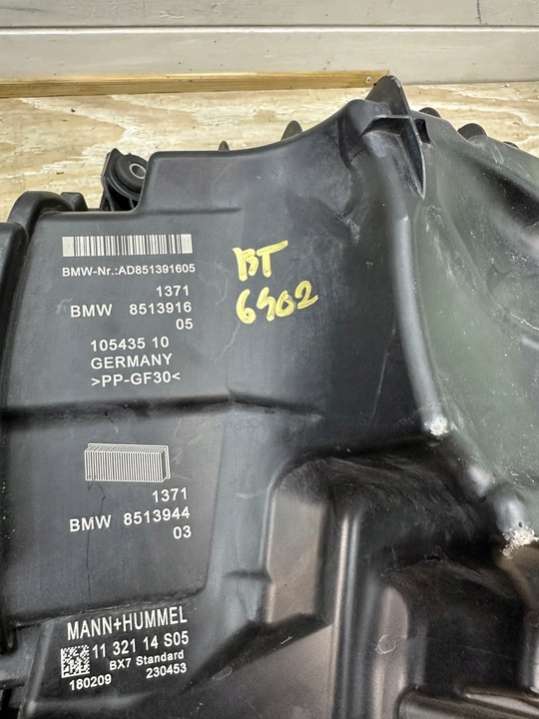 BMW-Nr.:AD851391605
1371
BMW 8513916
05
105435 10
GERMANY
>PP-GF30<
BT
6402
1371
BMW 8513944
03
MANN+HUMMEL
11 321 14 S05
BX7 Standard
180209 230453